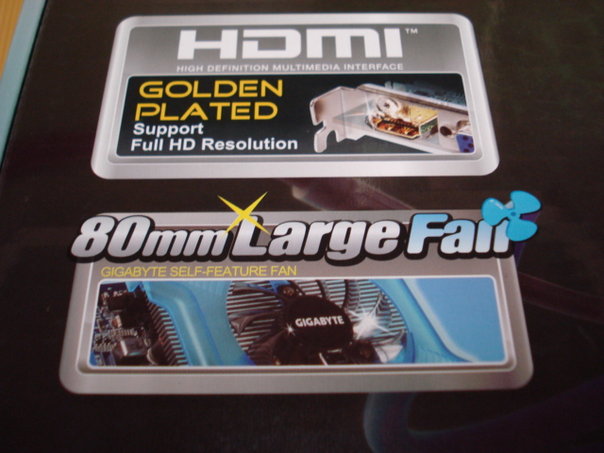 HDMI™
HIGH DEFINITION MULTIMEDIA INTERFACE
GOLDEN
PLATED
Support
Full HD Resolution
80mm Large Fan
GIGABYTE SELF-FEATURE FAN
GIGABYTE